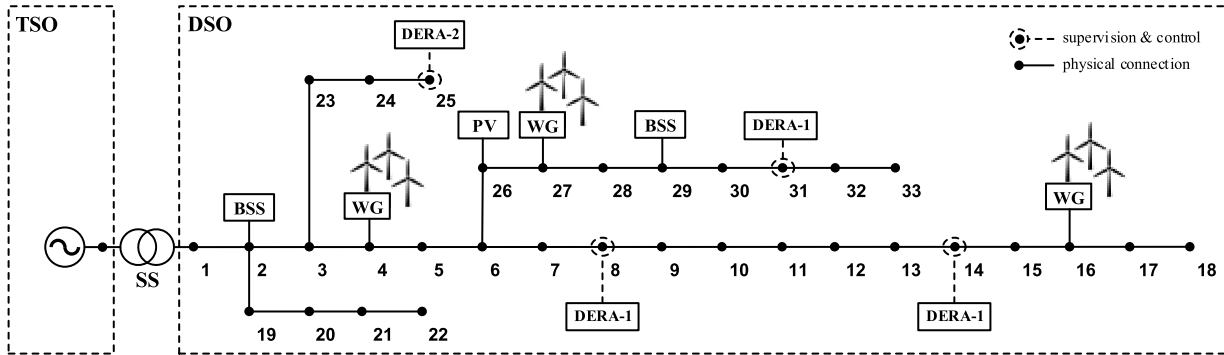 TSO
DSO
DERA-2
supervision & control
physical connection
23
24
25
PV
WG
BSS
DERA-1
26
27
28
29
30
31
32
33
BSS
WG
WG
SS
1
2
3
4
5
6
7
8
9
10
11
12
13
14
15
16
17
18
DERA-1
DERA-1
19
20
21
22